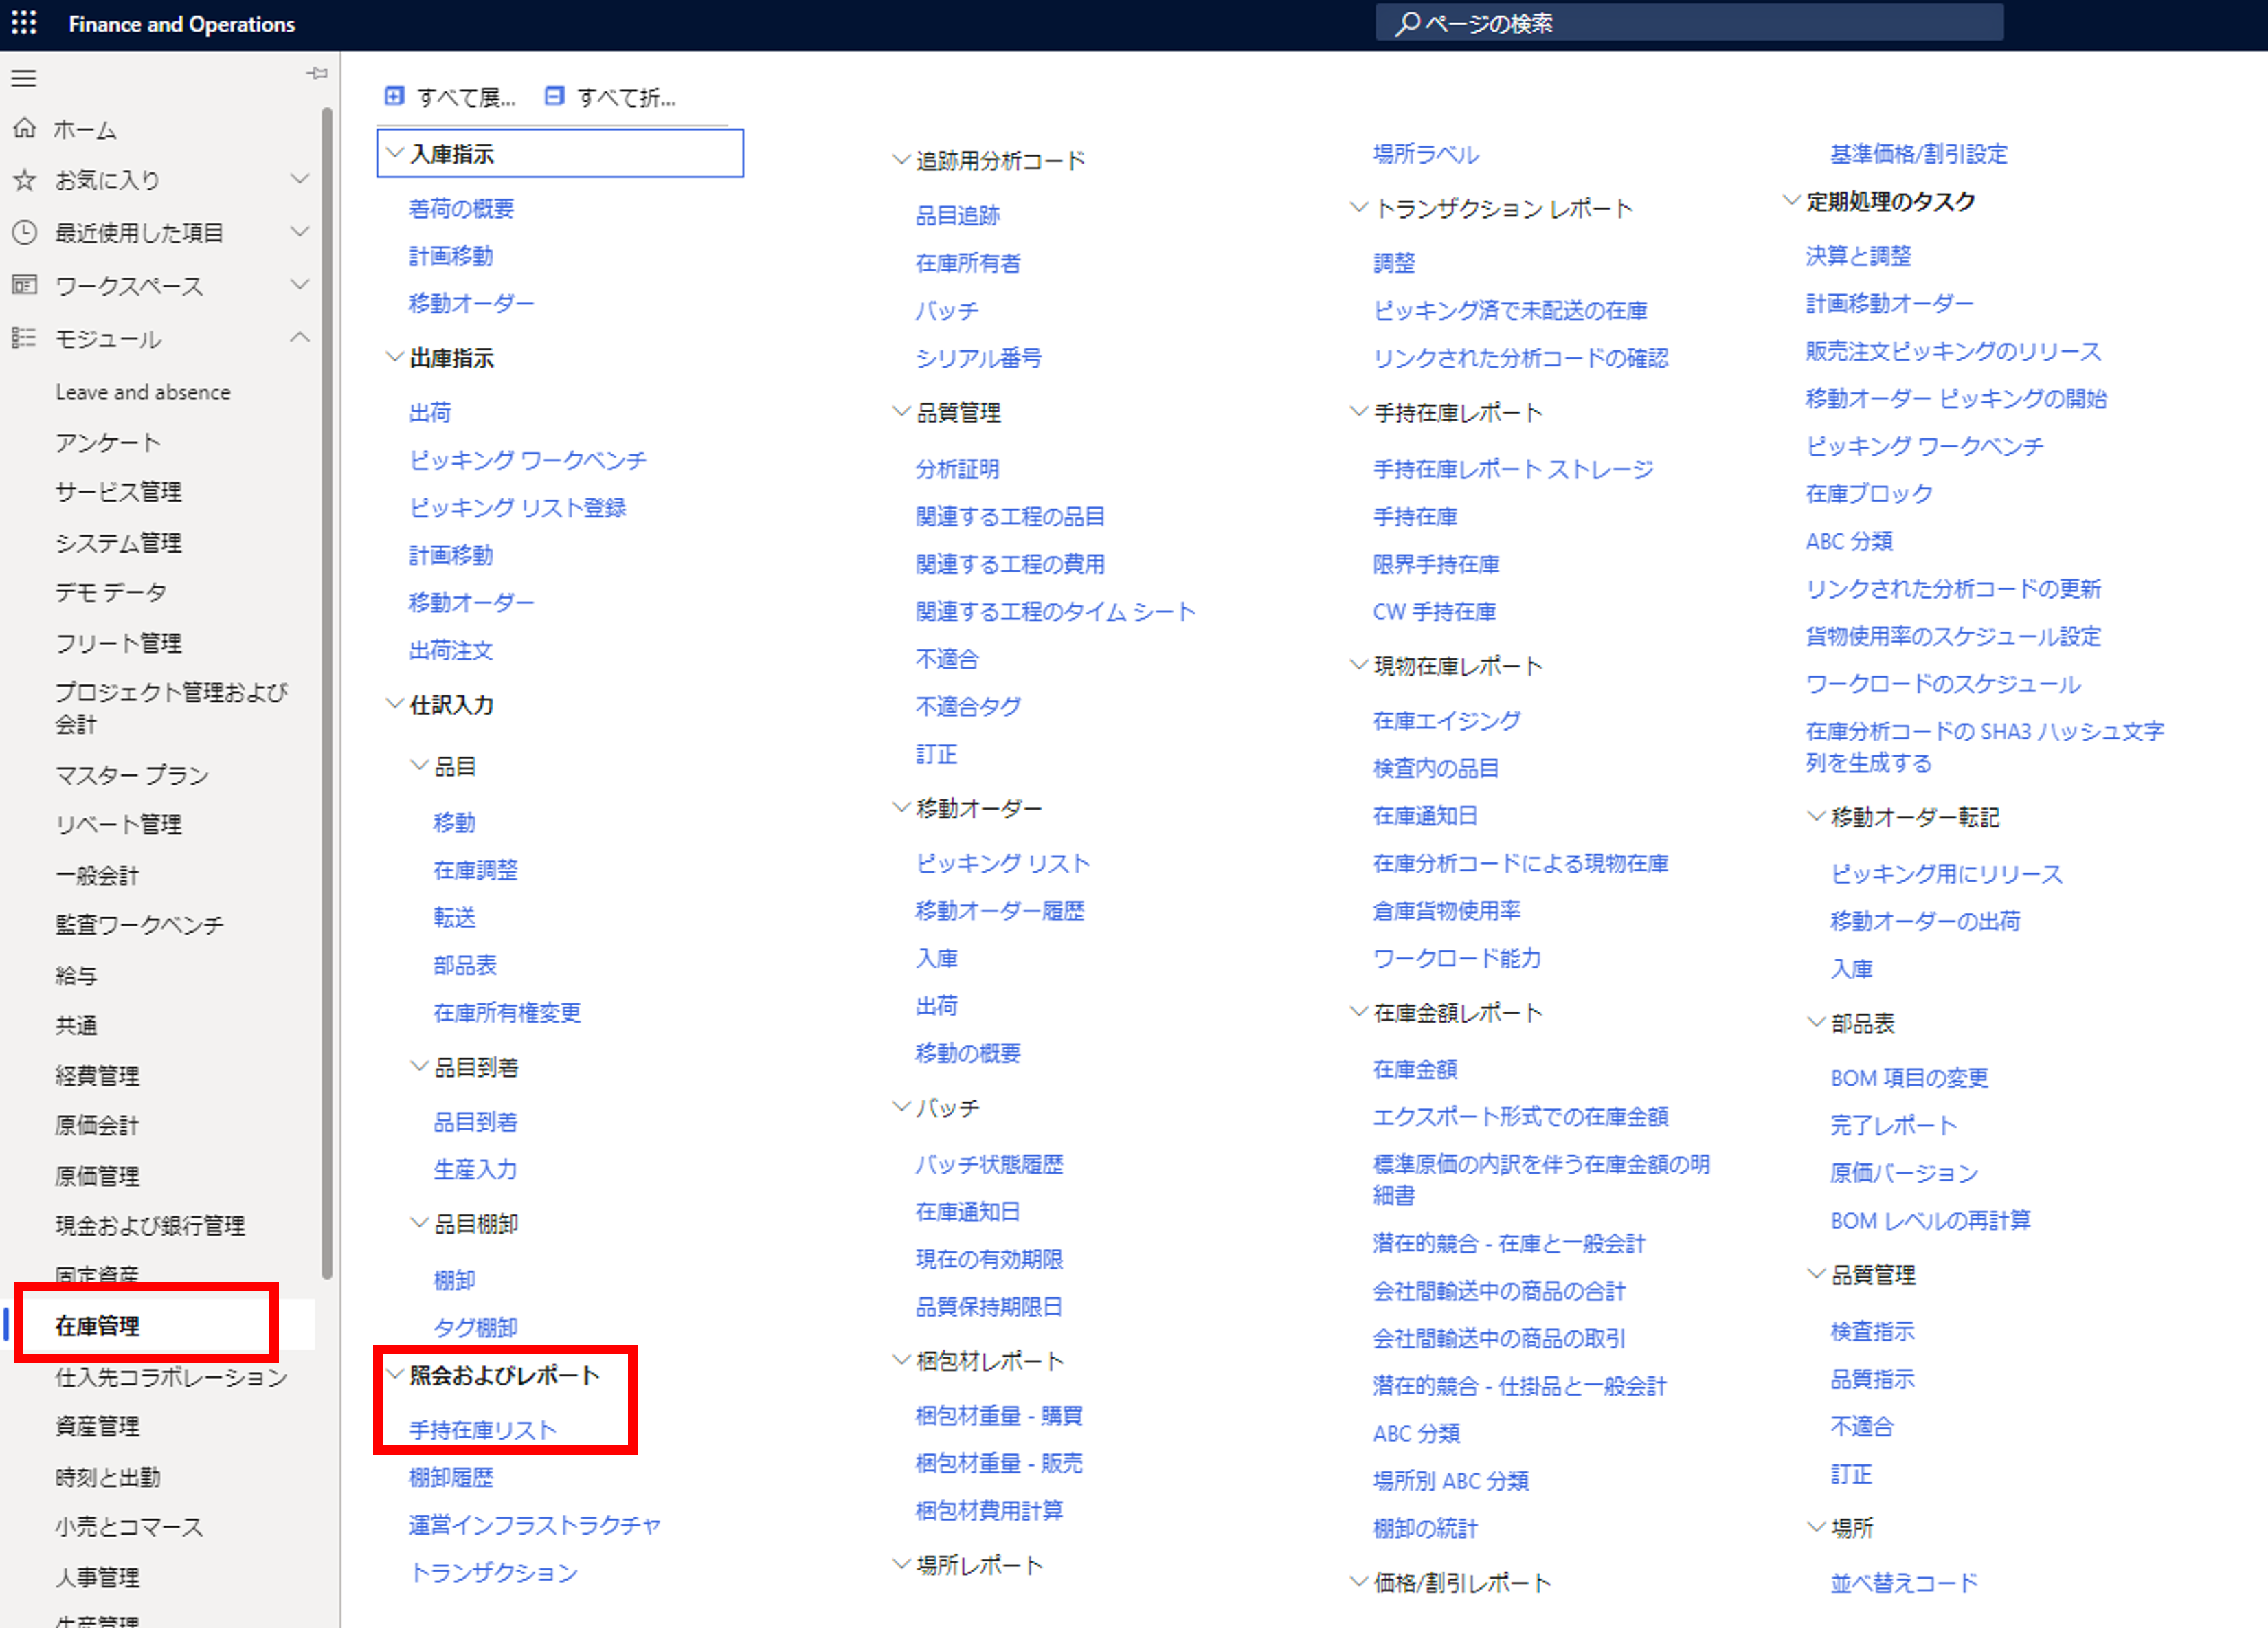 Finance and Operations
ページの検索
ホーム
お気に入り
最近使用した項目
ワークスペース
モジュール
Leave and absence
アンケート
サービス管理
システム管理
デモ データ
フリート管理
プロジェクト管理および
会計
マスター プラン
リベート管理
一般会計
監査ワークベンチ
給与
共通
経費管理
原価会計
原価管理
現金および銀行管理
固定資産
在庫管理
仕入先コラボレーション
資産管理
時刻と出勤
小売とコマース
人事管理
生産管理
すべて展...
すべて折...
入庫指示
着荷の概要
計画移動
移動オーダー
出庫指示
出荷
ピッキング ワークベンチ
ピッキング リスト登録
計画移動
移動オーダー
出荷注文
仕訳入力
品目
移動
在庫調整
転送
部品表
在庫所有権変更
品目到着
品目到着
生産入力
品目棚卸
棚卸
タグ棚卸
照会およびレポート
手持在庫リスト
棚卸履歴
運営インフラストラクチャ
トランザクション
追跡用分析コード
品目追跡
在庫所有者
バッチ
シリアル番号
品質管理
分析証明
関連する工程の品目
関連する工程の費用
関連する工程のタイム シート
不適合
不適合タグ
訂正
移動オーダー
ピッキング リスト
移動オーダー履歴
入庫
出荷
移動の概要
バッチ
バッチ状態履歴
在庫通知日
現在の有効期限
品質保持期限日
梱包材レポート
梱包材重量 - 購買
梱包材重量 - 販売
梱包材費用計算
場所レポート
場所ラベル
トランザクション レポート
調整
ピッキング済で未配送の在庫
リンクされた分析コードの確認
手持在庫レポート
手持在庫レポート ストレージ
手持在庫
限界手持在庫
CW 手持在庫
現物在庫レポート
在庫エイジング
検査内の品目
在庫通知日
在庫分析コードによる現物在庫
倉庫貨物使用率
ワークロード能力
在庫金額レポート
在庫金額
エクスポート形式での在庫金額
標準原価の内訳を伴う在庫金額の明
細書
潜在的競合 - 在庫と一般会計
会社間輸送中の商品の合計
会社間輸送中の商品の取引
潜在的競合 - 仕掛品と一般会計
ABC 分類
場所別 ABC 分類
棚卸の統計
価格/割引レポート
基準価格/割引設定
定期処理のタスク
決算と調整
計画移動オーダー
販売注文ピッキングのリリース
移動オーダー ピッキングの開始
ピッキング ワークベンチ
在庫ブロック
ABC 分類
リンクされた分析コードの更新
貨物使用率のスケジュール設定
ワークロードのスケジュール
在庫分析コードの SHA3 ハッシュ文字
列を生成する
移動オーダー転記
ピッキング用にリリース
移動オーダーの出荷
入庫
部品表
BOM 項目の変更
完了レポート
原価バージョン
BOM レベルの再計算
品質管理
検査指示
品質指示
不適合
訂正
場所
並べ替えコード